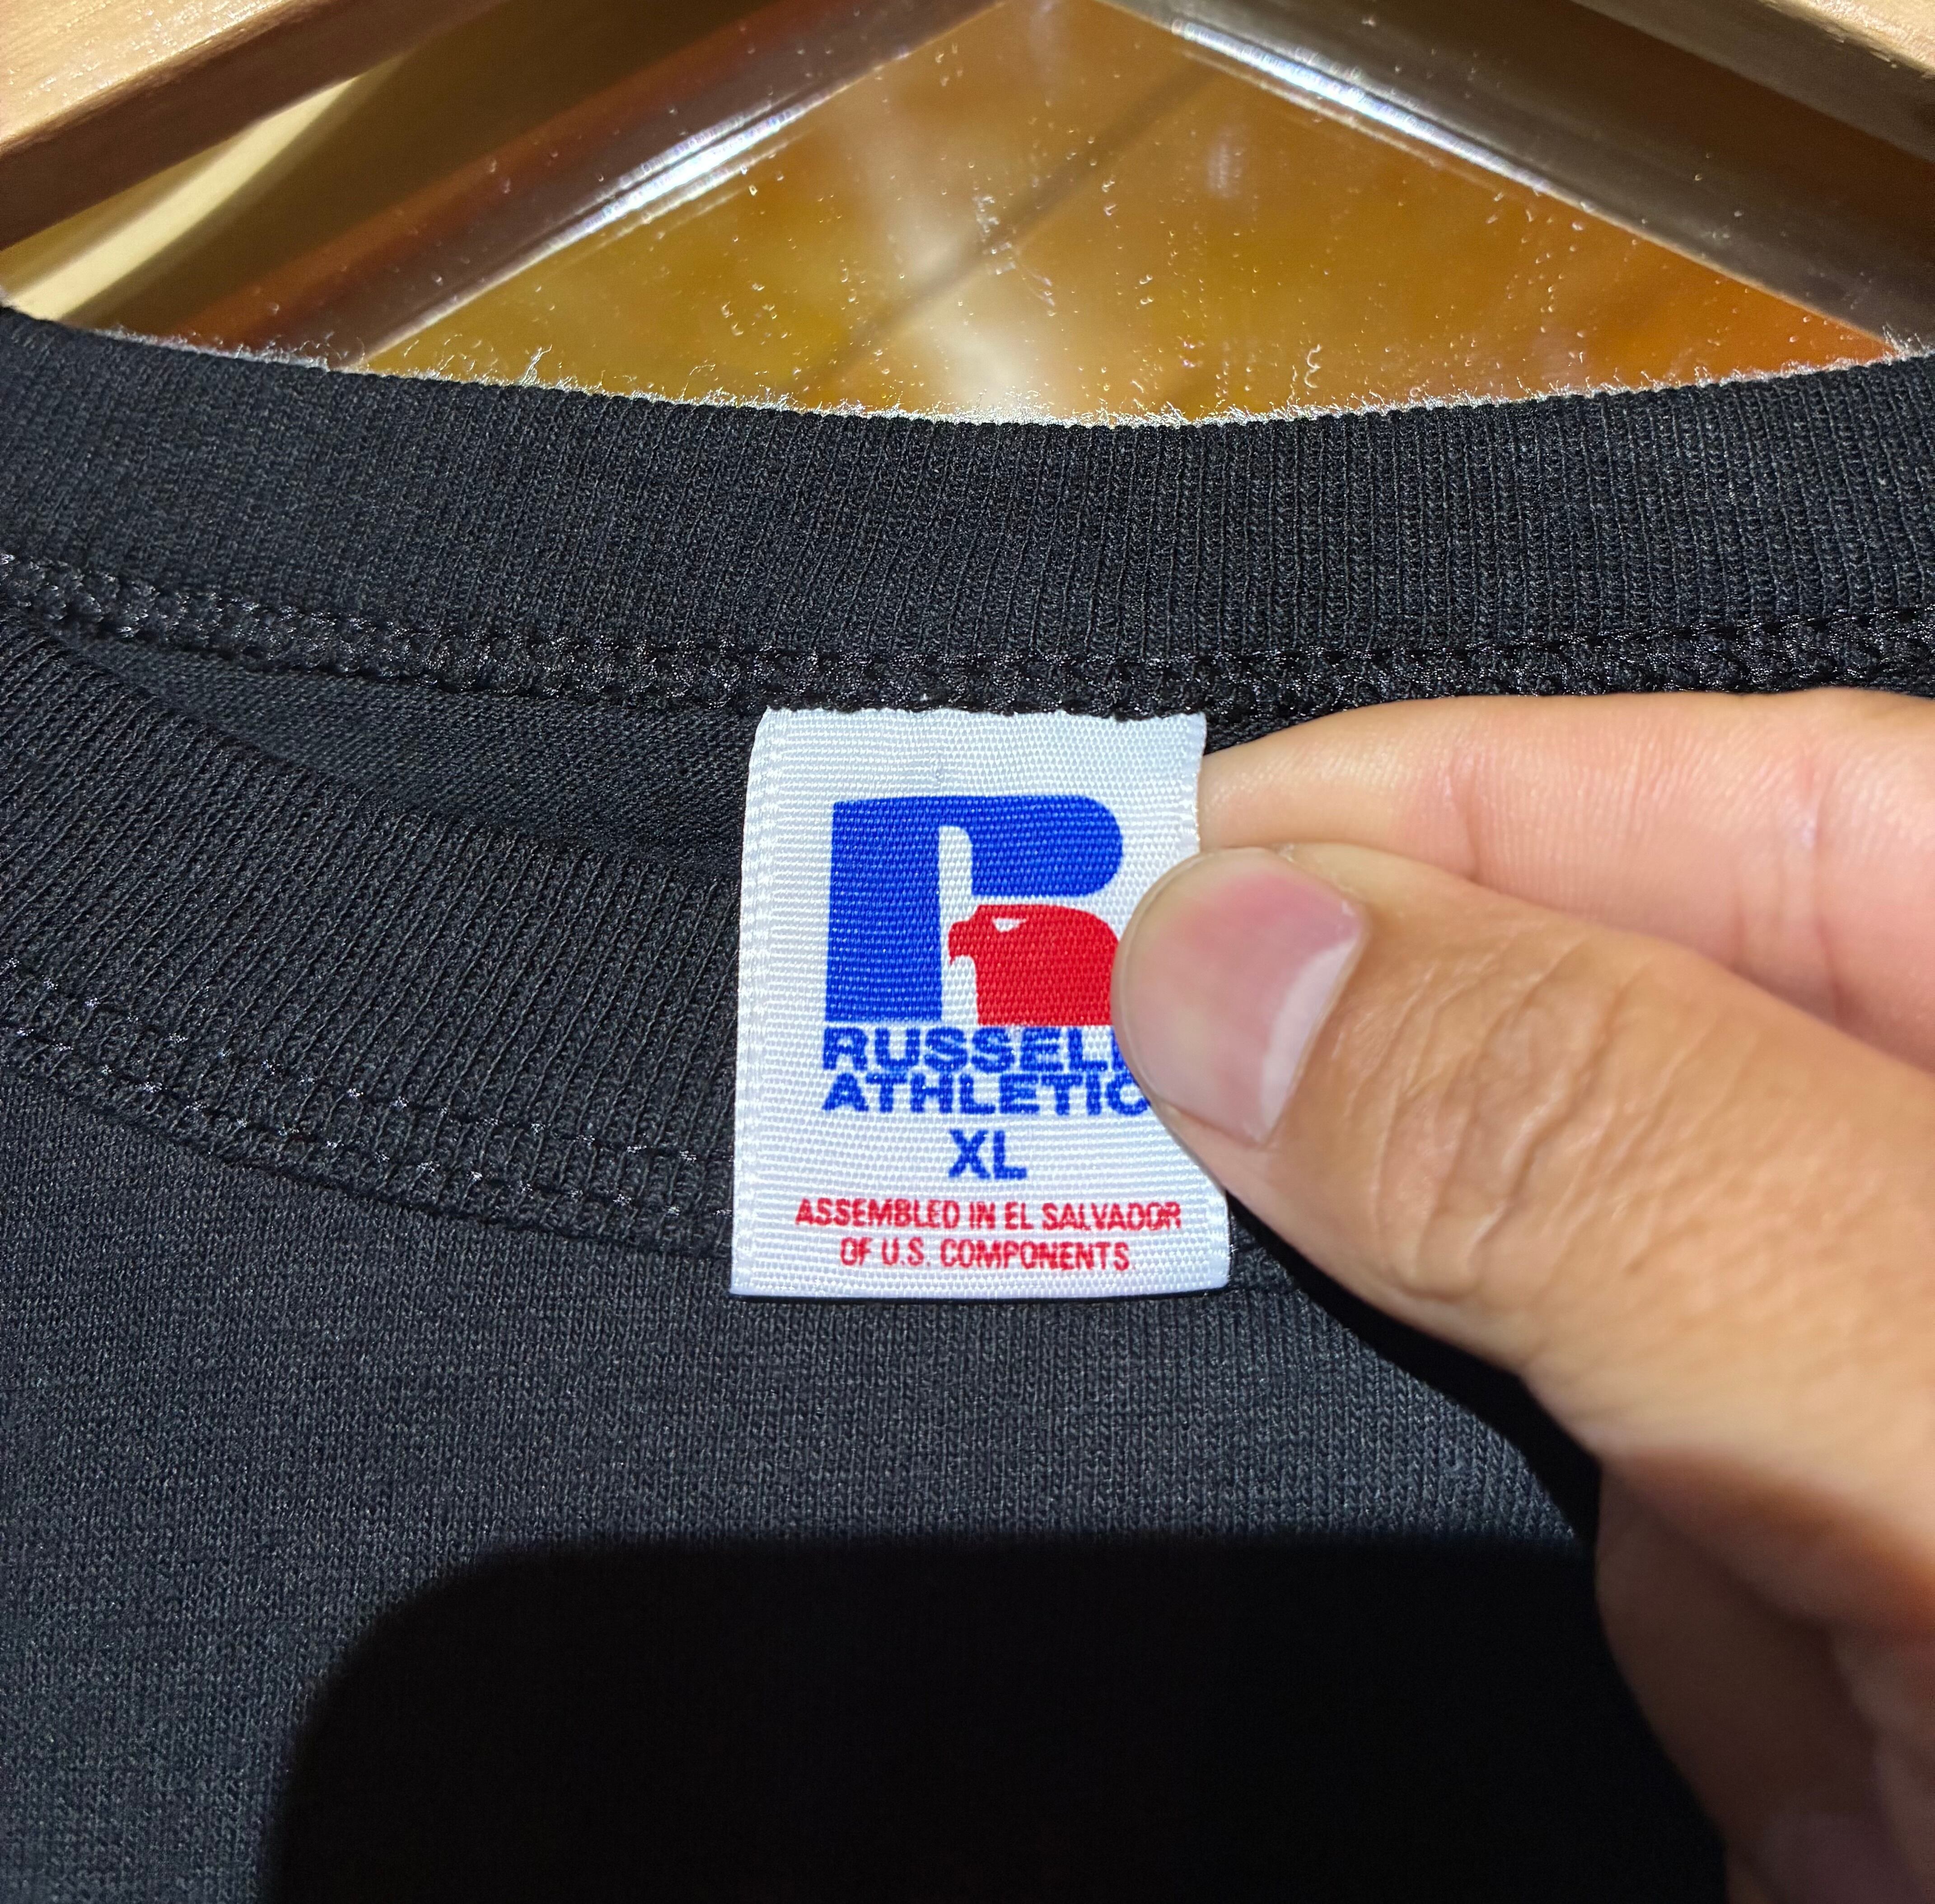 R
RUSSELL
ATHLETIC
XL
ASSEMBLED IN EL SALVADOR
OF U.S. COMPONENTS